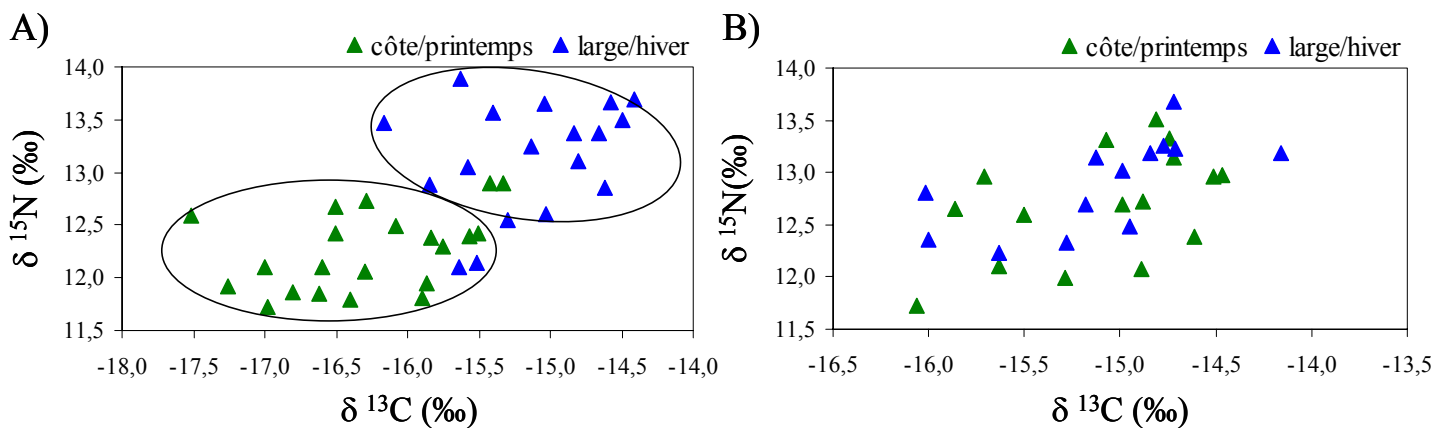 A)
côte/printemps large/hiver
14,0
13,5
13,0
12,5
12,0
11,5
δ ¹⁵N (‰)
-18,0 -17,5 -17,0 -16,5 -16,0 -15,5 -15,0 -14,5 -14,0
δ ¹³C (‰)
B)
côte/printemps large/hiver
14,0
13,5
13,0
12,5
12,0
11,5
δ ¹⁵N(‰)
-16,5 -16,0 -15,5 -15,0 -14,5 -14,0 -13,5
δ ¹³C (‰)